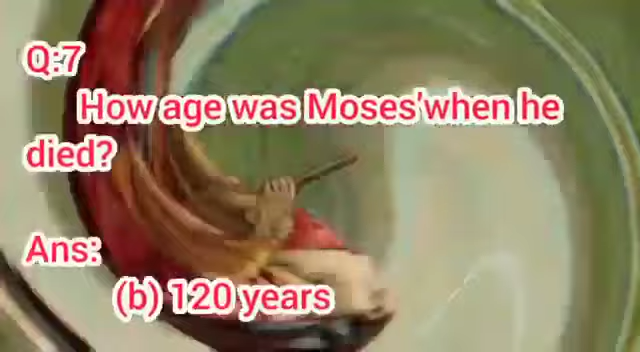 Q:7
How age was Moses'when he
died?
Ans:
(b) 120 years